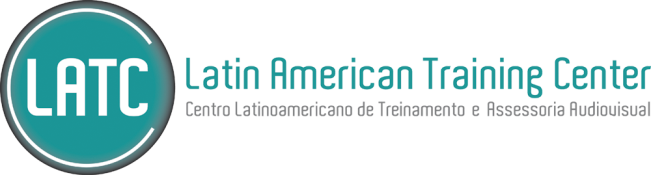 LATC
Latin American Training Center
Centro Latinoamericano de Treinamento e Assessoria Audiovisual